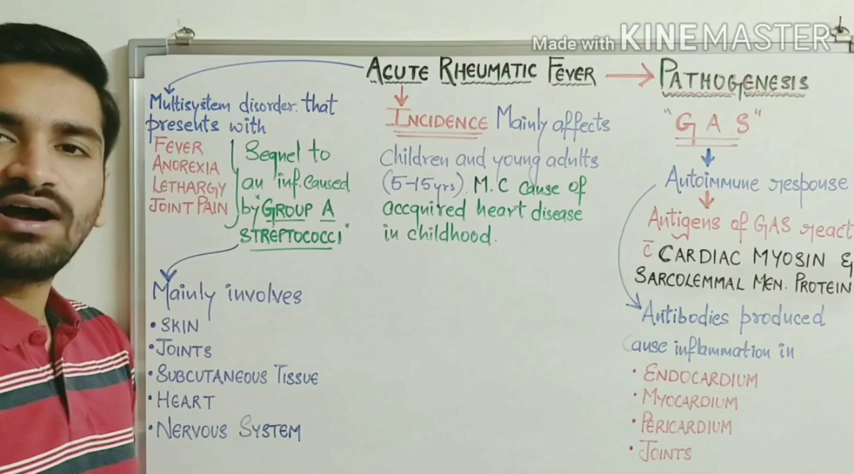 Made with KINEMASTER
ACUTE RHEUMATIC FEVER
Multisystem disorder that
presents with
FEVER
ANOREXIA
LETHARGY
JOINT PAIN
Sequel to
an inf. caused
by "GROUP A
STREPTOCOCCI"
Mainly involves
• SKIN
• JOINTS
• SUBCUTANEOUS TISSUE
• HEART
• NERVOUS SYSTEM
INCIDENCE Mainly affects
children and young adults
(5-15yrs). M.C cause of
accquired heart disease
in childhood.
PATHOGENESIS
"GAS"
Autoimmune response
Antigens of GAS react
c̄ CARDIAC MYOSIN &
SARCOLEMMAL MEN. PROTEIN
Antibodies produced
cause inflammation in
• ENDOCARDIUM
• MYOCARDIUM
• PERICARDIUM
• JOINTS